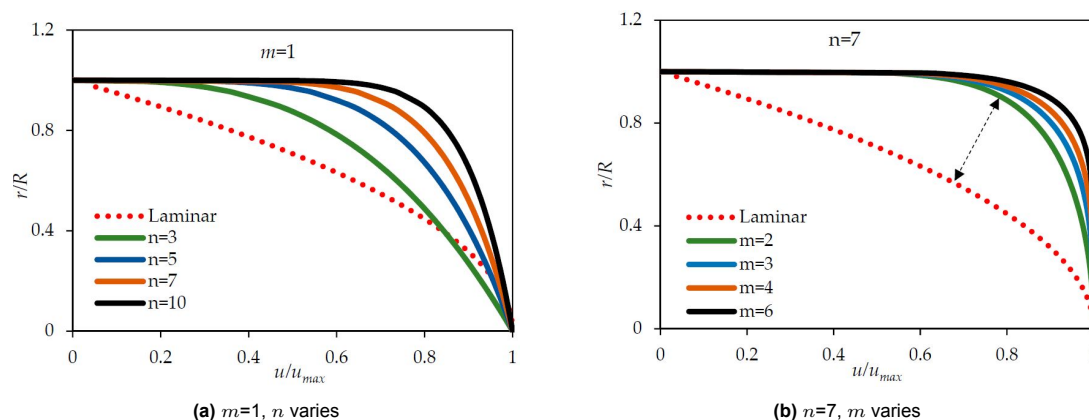 m=1
1.2
0.8
0.4
0
r/R
Laminar
n=3
n=5
n=7
n=10
0 0.2 0.4 0.6 0.8 1
u/umax
(a) m=1, n varies
n=7
1.2
0.8
0.4
0
r/R
Laminar
m=2
m=3
m=4
m=6
0 0.2 0.4 0.6 0.8
u/umax
(b) n=7, m varies